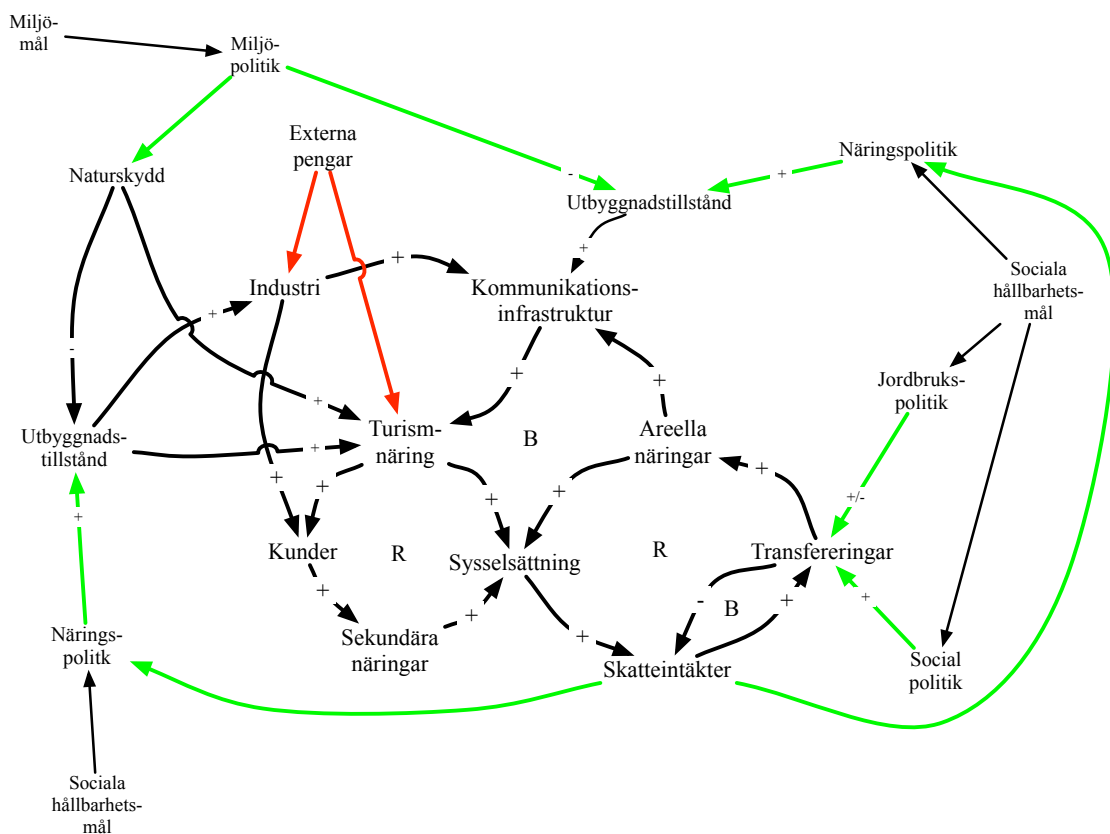 Miljö-
mål
Miljö-
politik
Externa
pengar
Näringspolitik
Naturskydd
-
+
Utbyggnadstillstånd
+
+
Industri
Kommunikations-
infrastruktur
Sociala
hållbarhets-
mål
+
-
+
+
Jordbruks-
politik
+
Utbyggnads-
tillstånd
+
Turism-
näring
B
Areella
näringar
+
+
+
+
+
+
+/-
Kunder
R
Sysselsättning
R
Transfereringar
+
+
+
-
B
+
+
Närings-
politk
Sekundära
näringar
+
Skatteintäkter
Social
politik
Sociala
hållbarhets-
mål